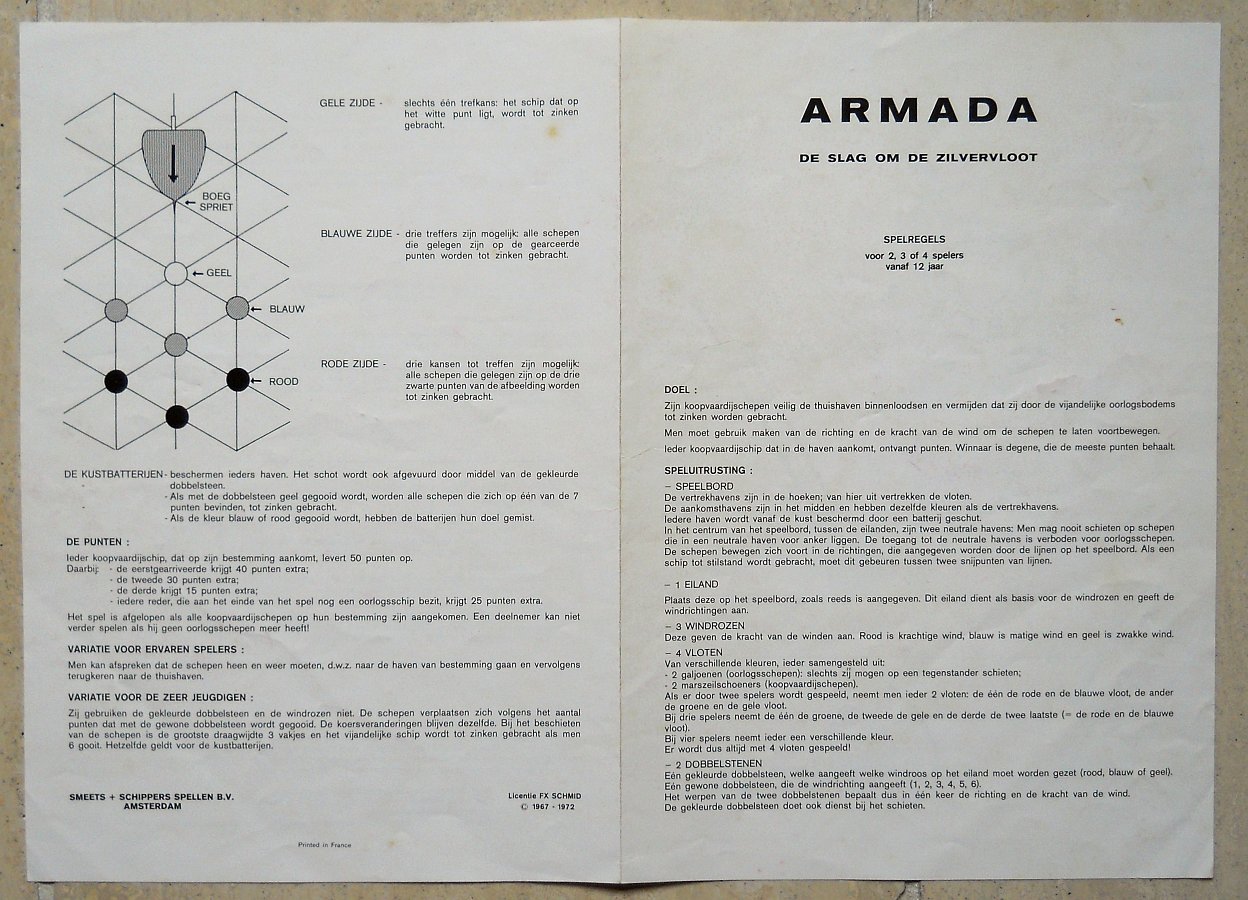 GELE ZIJDE - slechts één trefkans: het schip dat op
het witte punt ligt, wordt tot zinken
gebracht.
BOEG
SPRIET
BLAUWE ZIJDE - drie treffers zijn mogelijk: alle schepen
die gelegen zijn op de gearceerde
punten worden tot zinken gebracht.
GEEL
BLAUW
RODE ZIJDE - drie kansen tot treffen zijn mogelijk:
alle schepen die gelegen zijn op de drie
zwarte punten van de afbeelding worden
tot zinken gebracht.
ROOD
DE KUSTBATTERIJEN - beschermen ieders haven. Het schot wordt ook afgevuurd door middel van de gekleurde
dobbelsteen.
- Als met de dobbelsteen geel gegooid wordt, worden alle schepen die zich op één van de 7
punten bevinden, tot zinken gebracht.
- Als de kleur blauw of rood gegooid wordt, hebben de batterijen hun doel gemist.
DE PUNTEN :
Ieder koopvaardijschip, dat op zijn bestemming aankomt, levert 50 punten op.
Daarbij: - de eerstgearriveerde krijgt 40 punten extra;
- de tweede 30 punten extra;
- de derde krijgt 15 punten extra;
- iedere reder, die aan het einde van het spel nog een oorlogsschip bezit, krijgt 25 punten extra.
Het spel is afgelopen als alle koopvaardijschepen op hun bestemming zijn aangekomen. Een deelnemer kan niet
verder spelen als hij geen oorlogsschepen meer heeft!
VARIATIE VOOR ERVAREN SPELERS :
Men kan afspreken dat de schepen heen en weer moeten, d.w.z. naar de haven van bestemming gaan en vervolgens
terugkeren naar de thuishaven.
VARIATIE VOOR DE ZEER JEUGDIGEN :
Zij gebruiken de gekleurde dobbelsteen en de windrozen niet. De schepen verplaatsen zich volgens het aantal
punten dat met de gewone dobbelsteen wordt gegooid. De koersveranderingen blijven dezelfde. Bij het beschieten
van de schepen is de grootste draagwijdte 3 vakjes en het vijandelijke schip wordt tot zinken gebracht als men
6 gooit. Hetzelfde geldt voor de kustbatterijen.
SMEETS + SCHIPPERS SPELLEN B.V.
AMSTERDAM
Licentie FX SCHMID
© 1967 - 1972
Printed in France
ARMADA
DE SLAG OM DE ZILVERVLOOT
SPELREGELS
voor 2, 3 of 4 spelers
vanaf 12 jaar
DOEL :
Zijn koopvaardijschepen veilig de thuishaven binnenloodsen en vermijden dat zij door de vijandelijke oorlogsbodems
tot zinken worden gebracht.
Men moet gebruik maken van de richting en de kracht van de wind om de schepen te laten voortbewegen.
Ieder koopvaardijschip dat in de haven aankomt, ontvangt punten. Winnaar is degene, die de meeste punten behaalt.
SPELUITRUSTING :
– SPEELBORD
De vertrekhavens zijn in de hoeken; van hier uit vertrekken de vloten.
De aankomsthavens zijn in het midden en hebben dezelfde kleuren als de vertrekhavens.
Iedere haven wordt vanaf de kust beschermd door een batterij geschut.
In het centrum van het speelbord, tussen de eilanden, zijn twee neutrale havens: Men mag nooit schieten op schepen
die in een neutrale haven voor anker liggen. De toegang tot de neutrale havens is verboden voor oorlogsschepen.
De schepen bewegen zich voort in de richtingen, die aangegeven worden door de lijnen op het speelbord. Als een
schip tot stilstand wordt gebracht, moet dit gebeuren tussen twee snijpunten van lijnen.
– 1 EILAND
Plaats deze op het speelbord, zoals reeds is aangegeven. Dit eiland dient als basis voor de windrozen en geeft de
windrichtingen aan.
– 3 WINDROZEN
Deze geven de kracht van de winden aan. Rood is krachtige wind, blauw is matige wind en geel is zwakke wind.
– 4 VLOTEN
Van verschillende kleuren, ieder samengesteld uit:
- 2 galjoenen (oorlogsschepen): slechts zij mogen op een tegenstander schieten;
- 2 marszeilschoeners (koopvaardijschepen).
Als er door twee spelers wordt gespeeld, neemt men ieder 2 vloten: de één de rode en de blauwe vloot, de ander
de groene en de gele vloot.
Bij drie spelers neemt de één de groene, de tweede de gele en de derde de twee laatste (= de rode en de blauwe
vloot).
Bij vier spelers neemt ieder een verschillende kleur.
Er wordt dus altijd met 4 vloten gespeeld!
– 2 DOBBELSTENEN
Eén gekleurde dobbelsteen, welke aangeeft welke windroos op het eiland moet worden gezet (rood, blauw of geel).
Eén gewone dobbelsteen, die de windrichting aangeeft (1, 2, 3, 4, 5, 6).
Het werpen van de twee dobbelstenen bepaalt dus in één keer de richting en de kracht van de wind.
De gekleurde dobbelsteen doet ook dienst bij het schieten.